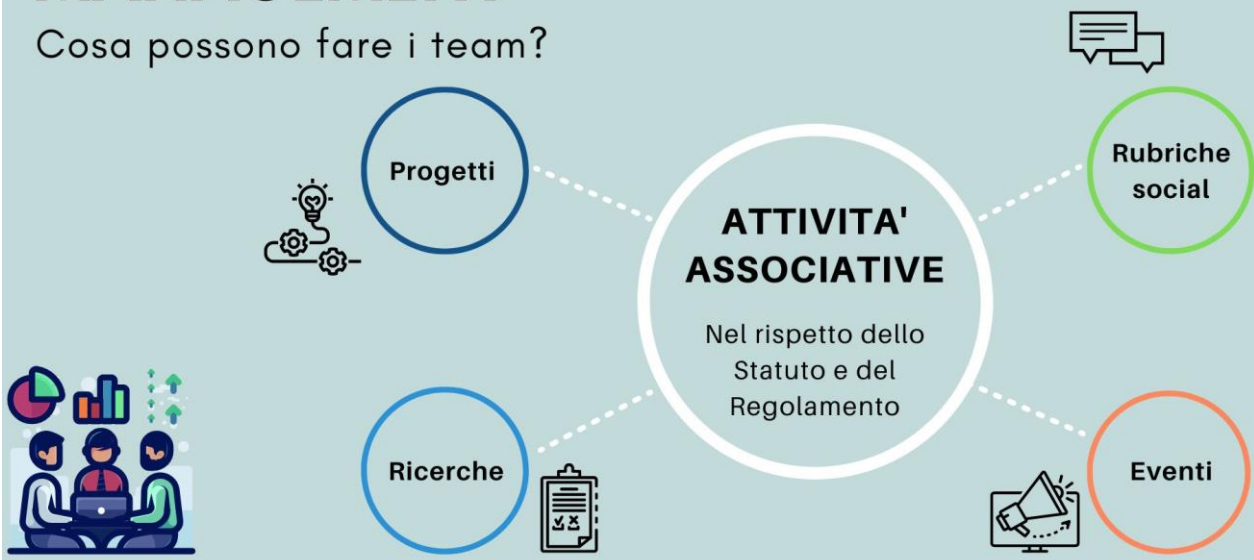 Cosa possono fare i team?
Progetti
Rubriche
social
ATTIVITA'
ASSOCIATIVE
Nel rispetto dello
Statuto e del
Regolamento
Ricerche
Eventi